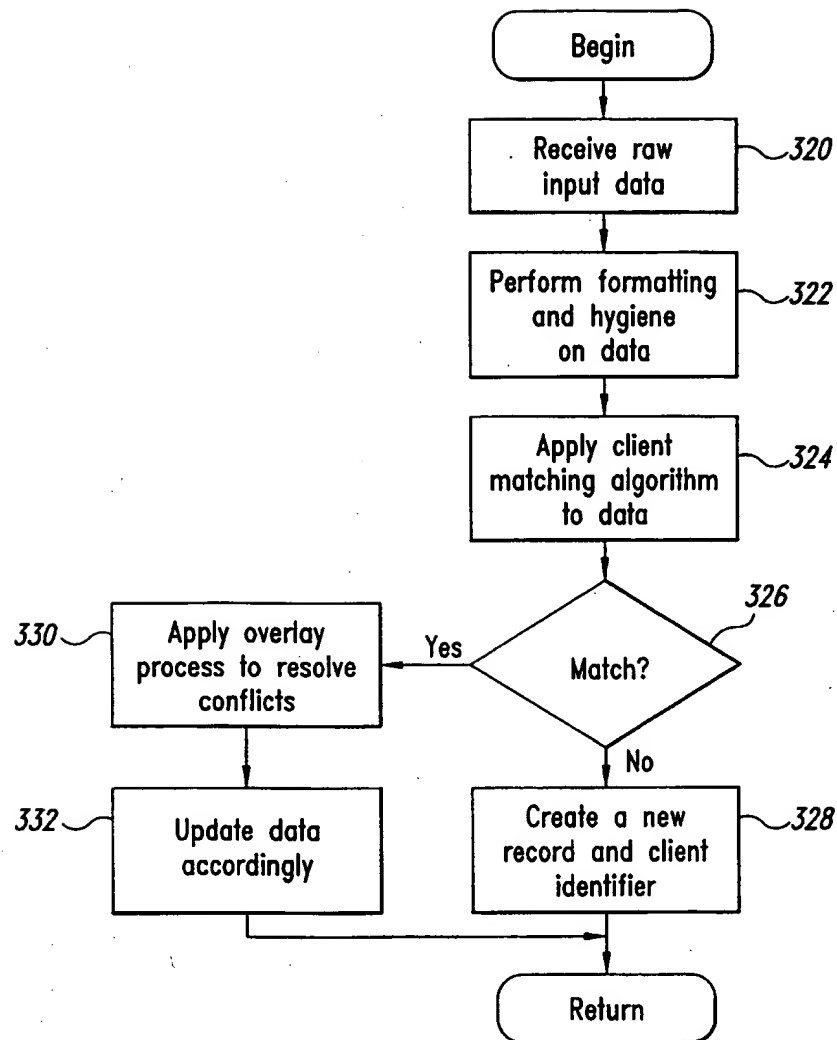 Begin
Receive raw
input data
320
Perform formatting
and hygiene
on data
322
Apply client
matching algorithm
to data
324
Match?
326
Yes
No
330
Apply overlay
process to resolve
conflicts
332
Update data
accordingly
Create a new
record and client
identifier
328
Return